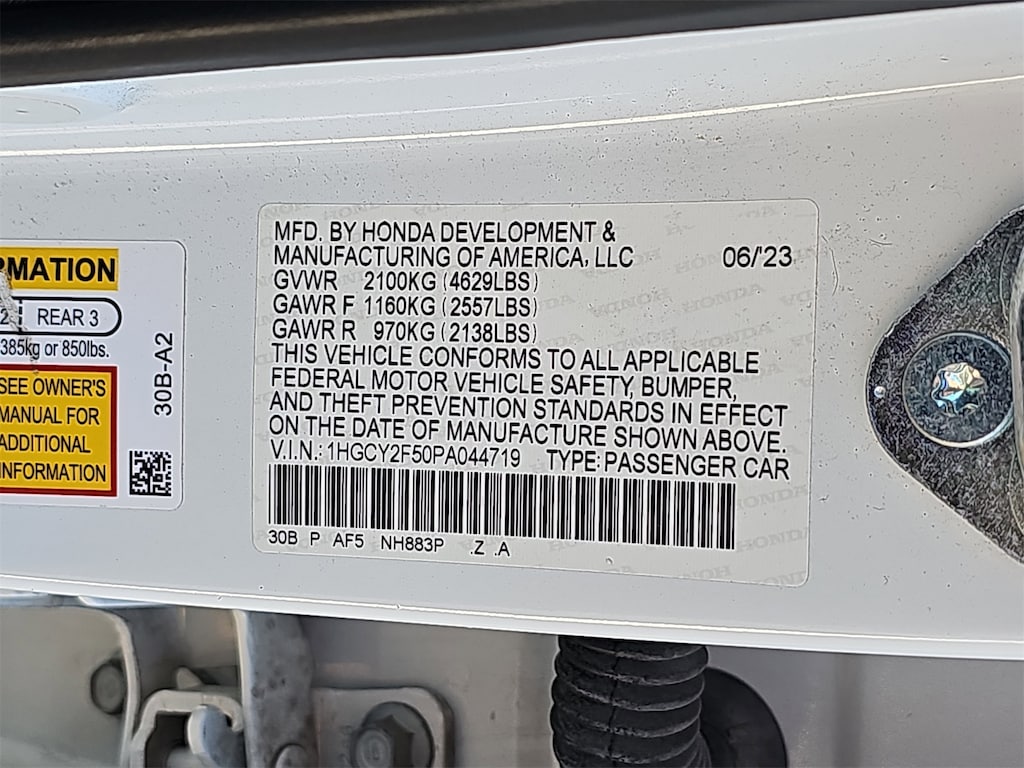 RMATION
2 REAR 3
385kg or 850lbs.
SEE OWNER'S
MANUAL FOR
ADDITIONAL
INFORMATION
30B-A2
MFD. BY HONDA DEVELOPMENT &
MANUFACTURING OF AMERICA, LLC 06/'23
GVWR 2100KG (4629LBS)
GAWR F 1160KG (2557LBS)
GAWR R 970KG (2138LBS)
THIS VEHICLE CONFORMS TO ALL APPLICABLE
FEDERAL MOTOR VEHICLE SAFETY, BUMPER,
AND THEFT PREVENTION STANDARDS IN EFFECT
ON THE DATE OF MANUFACTURE SHOWN ABOVE.
V.I.N.: 1HGCY2F50PA044719 TYPE: PASSENGER CAR
30B P AF5 NH883P .Z .A